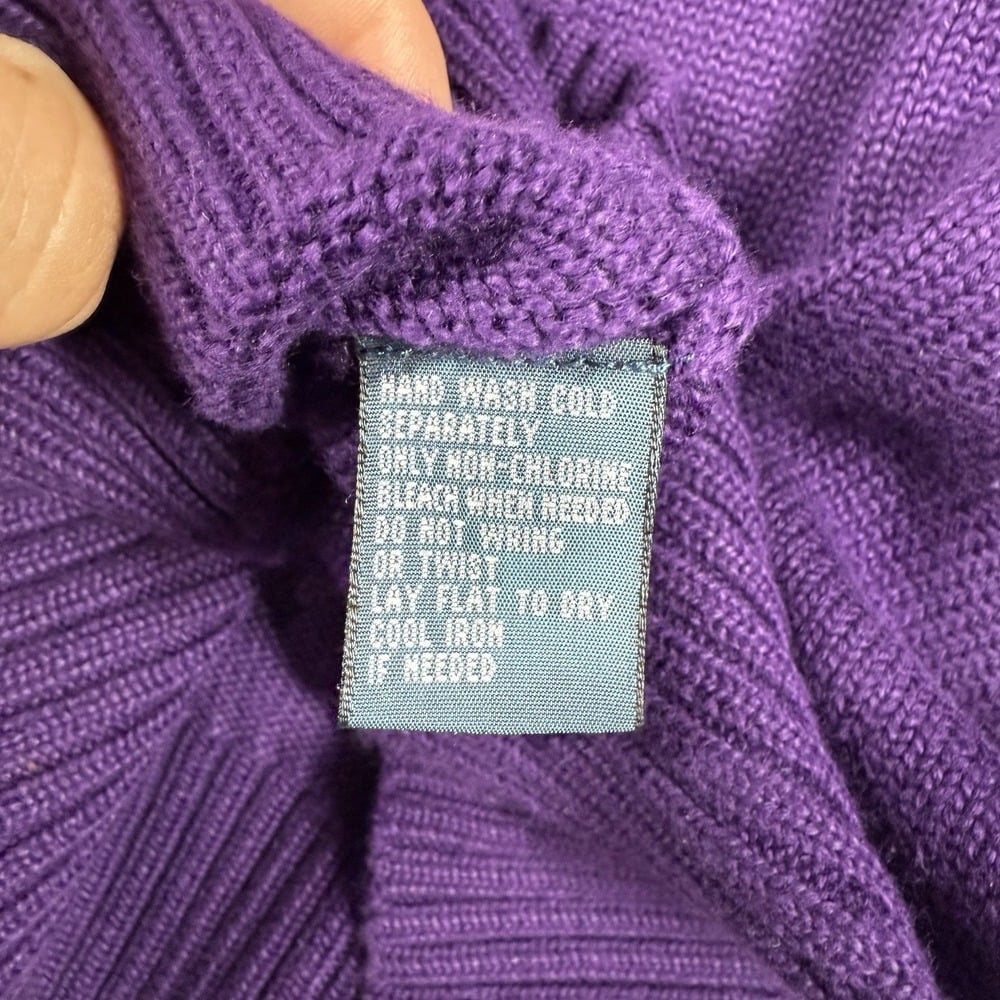 HAND WASH COLD
SEPARATELY
ONLY NON-CHLORINE
BLEACH WHEN NEEDED
DO NOT WRING
OR TWIST
LAY FLAT TO DRY
COOL IRON
IF NEEDED